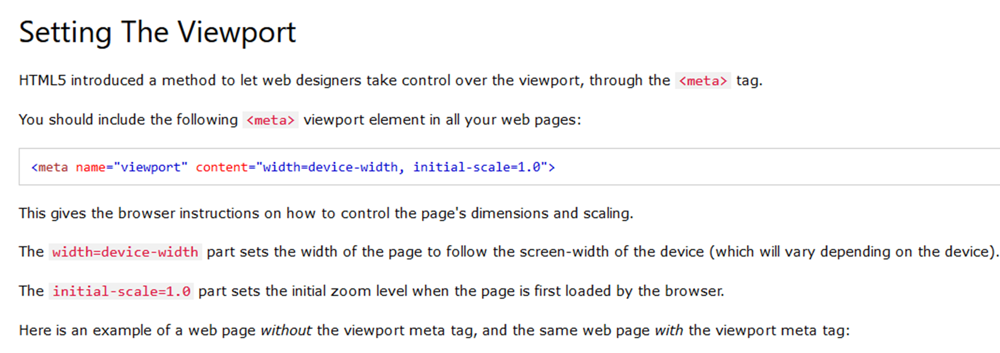 Setting The Viewport
HTML5 introduced a method to let web designers take control over the viewport, through the <meta> tag.
You should include the following <meta> viewport element in all your web pages:
<meta name="viewport" content="width=device-width, initial-scale=1.0">
This gives the browser instructions on how to control the page's dimensions and scaling.
The width=device-width part sets the width of the page to follow the screen-width of the device (which will vary depending on the device).
The initial-scale=1.0 part sets the initial zoom level when the page is first loaded by the browser.
Here is an example of a web page without the viewport meta tag, and the same web page with the viewport meta tag: